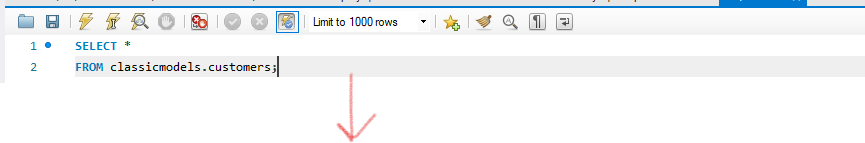 Limit to 1000 rows
1 SELECT *
2 FROM classicmodels.customers;